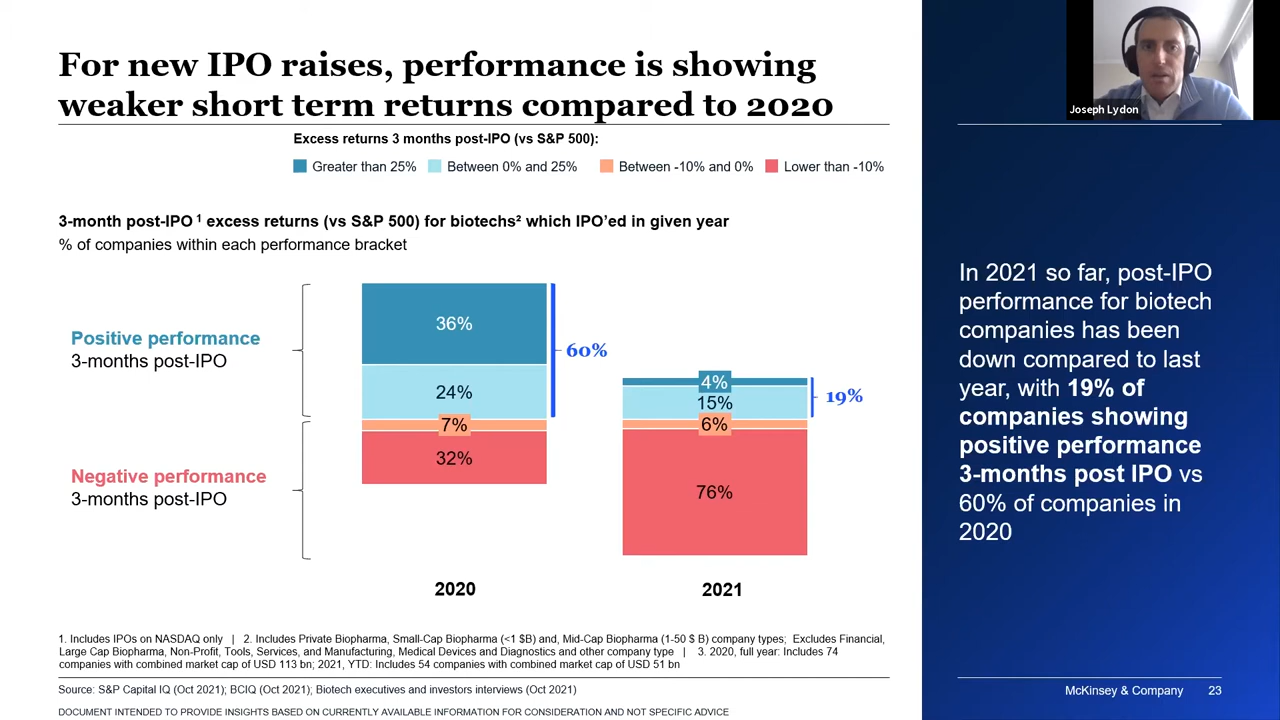 For new IPO raises, performance is showing
weaker short term returns compared to 2020
Joseph Lydon
Excess returns 3 months post-IPO (vs S&P 500):
Greater than 25% Between 0% and 25% Between -10% and 0% Lower than -10%
3-month post-IPO ¹ excess returns (vs S&P 500) for biotechs² which IPO’ed in given year
% of companies within each performance bracket
Positive performance
3-months post-IPO
Negative performance
3-months post-IPO
36%
24%
7%
32%
60%
4%
15%
6%
76%
19%
2020
2021
In 2021 so far, post-IPO
performance for biotech
companies has been
down compared to last
year, with 19% of
companies showing
positive performance
3-months post IPO vs
60% of companies in
2020
1. Includes IPOs on NASDAQ only | 2. Includes Private Biopharma, Small-Cap Biopharma (<1 $B) and, Mid-Cap Biopharma (1-50 $ B) company types; Excludes Financial,
Large Cap Biopharma, Non-Profit, Tools, Services, and Manufacturing, Medical Devices and Diagnostics and other company type | 3. 2020, full year: Includes 74
companies with combined market cap of USD 113 bn; 2021, YTD: Includes 54 companies with combined market cap of USD 51 bn
Source: S&P Capital IQ (Oct 2021); BCIQ (Oct 2021); Biotech executives and investors interviews (Oct 2021)
DOCUMENT INTENDED TO PROVIDE INSIGHTS BASED ON CURRENTLY AVAILABLE INFORMATION FOR CONSIDERATION AND NOT SPECIFIC ADVICE
McKinsey & Company 23